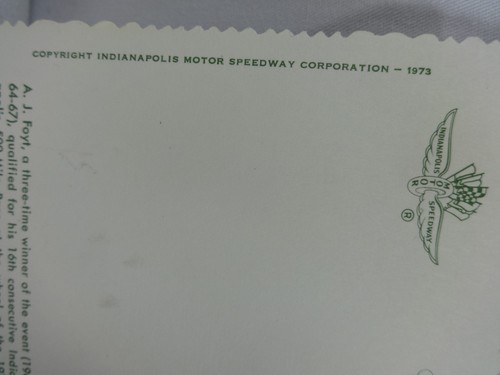 COPYRIGHT INDIANAPOLIS MOTOR SPEEDWAY CORPORATION — 1973
INDIANAPOLIS
MOTOR
SPEEDWAY
®
A. J. Foyt, a three-time winner of the event (19
64-67), qualified for his 16th consecutive Indi